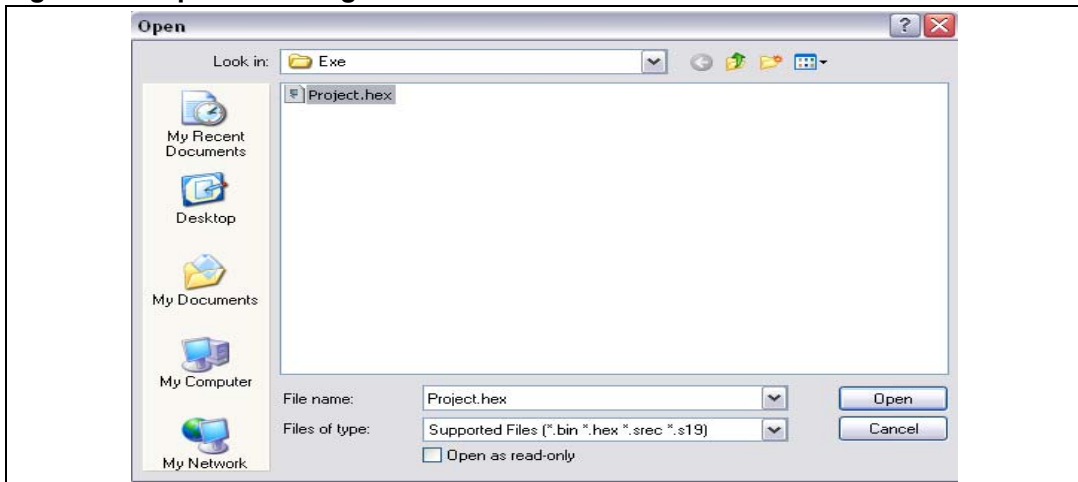 Open
Look in:
Exe
Project.hex
My Recent
Documents
Desktop
My Documents
My Computer
My Network
File name:
Project.hex
Open
Files of type:
Supported Files (*.bin *.hex *.srec *.s19)
Cancel
Open as read-only